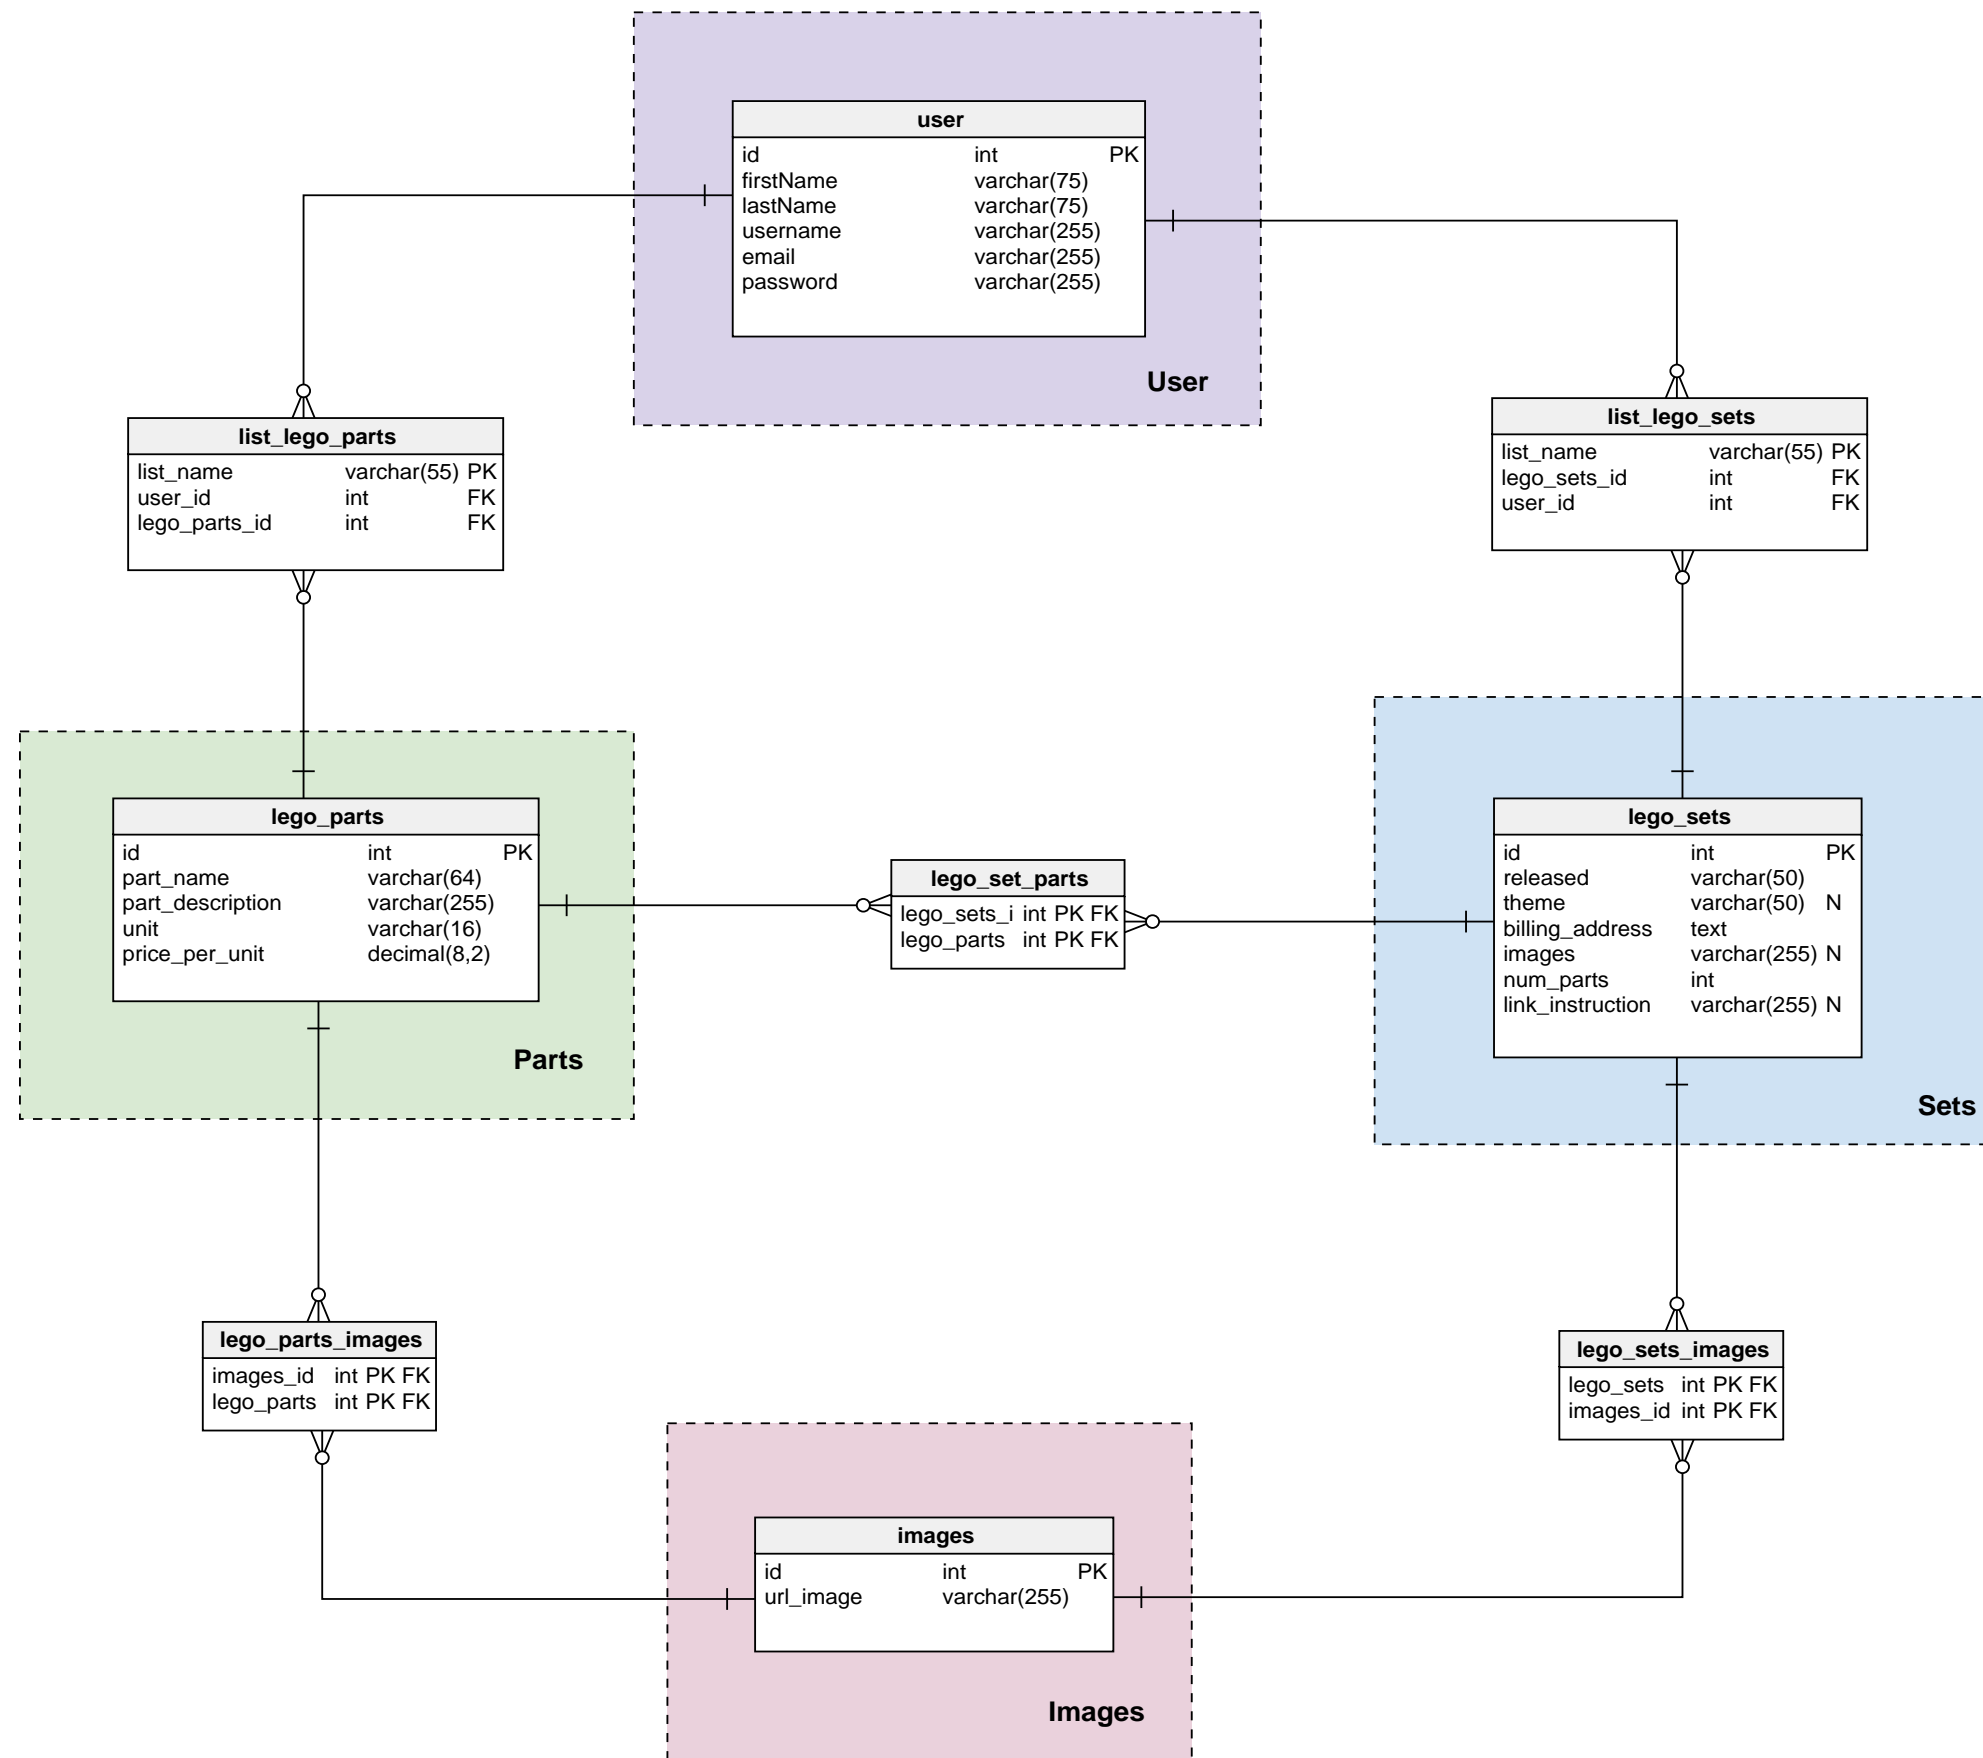 user
id int PK
firstName varchar(75)
lastName varchar(75)
username varchar(255)
email varchar(255)
password varchar(255)
User
list_lego_parts
list_name varchar(55) PK
user_id int FK
lego_parts_id int FK
list_lego_sets
list_name varchar(55) PK
lego_sets_id int FK
user_id int FK
lego_parts
id int PK
part_name varchar(64)
part_description varchar(255)
unit varchar(16)
price_per_unit decimal(8,2)
Parts
lego_set_parts
lego_sets_i int PK FK
lego_parts int PK FK
lego_sets
id int PK
released varchar(50)
theme varchar(50) N
billing_address text
images varchar(255) N
num_parts int
link_instruction varchar(255) N
Sets
lego_parts_images
images_id int PK FK
lego_parts int PK FK
lego_sets_images
lego_sets int PK FK
images_id int PK FK
images
id int PK
url_image varchar(255)
Images